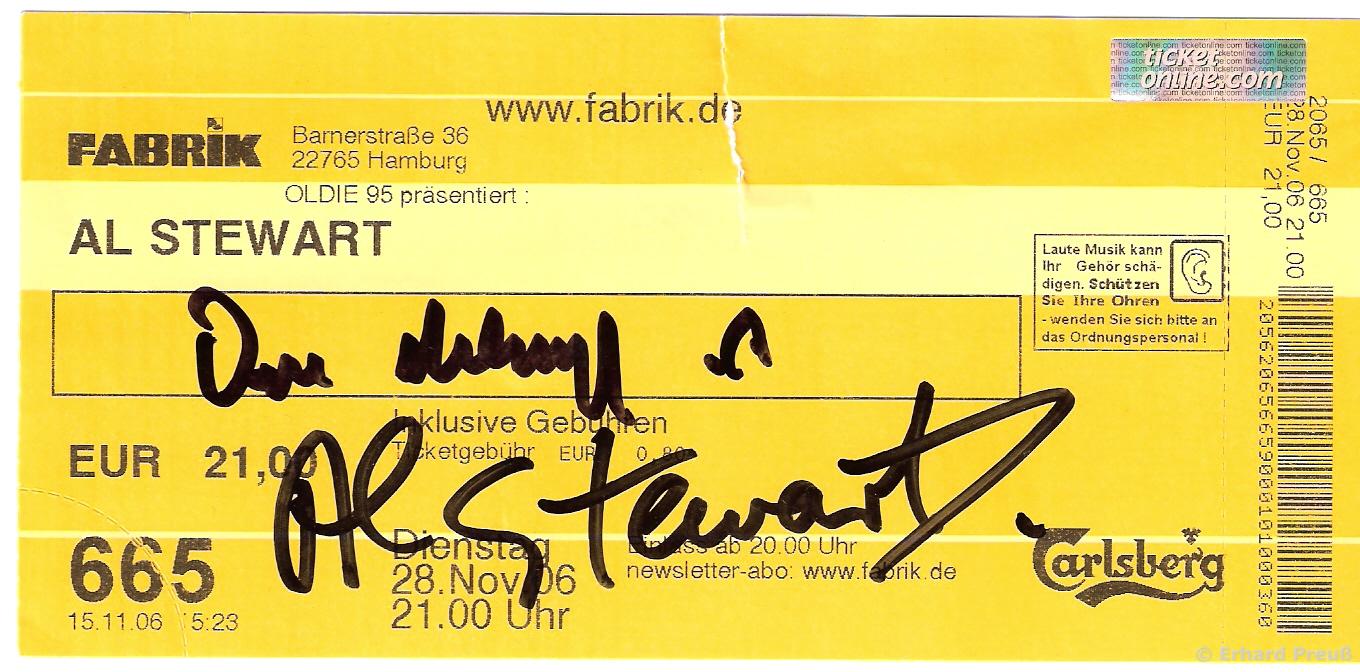 ticket
online.com
www.fabrik.de
FABRIK
Barnerstraße 36
22765 Hamburg
OLDIE 95 präsentiert :
AL STEWART
Laute Musik kann
Ihr Gehör schä-
digen. Schützen
Sie Ihre Ohren
- wenden Sie sich bitte an
das Ordnungspersonal !
Inklusive Gebühren
Ticketgebühr EUR 0,80
EUR 21,00
Al Stewart
665
15.11.06 15:23
Dienstag
28.Nov.06
21.00 Uhr
Einlass ab 20.00 Uhr
newsletter-abo: www.fabrik.de
Carlsberg
2065 / 665
28.Nov.06 21.00
EUR 21,00
© Erhard Preuß